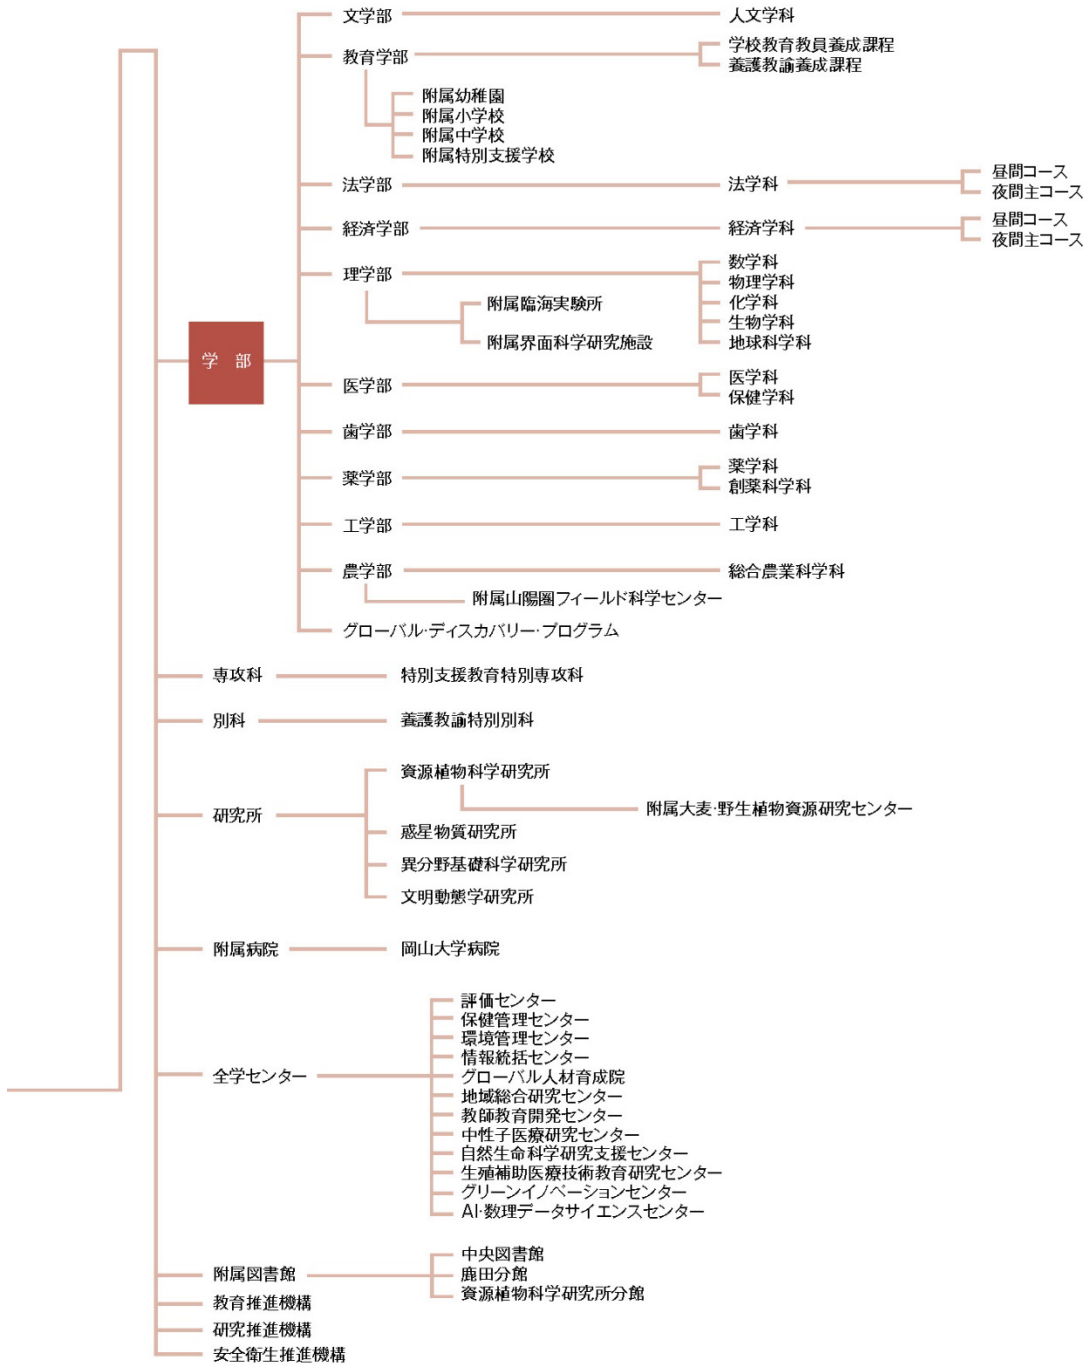 文学部
人文学科
教育学部
学校教育教員養成課程
養護教諭養成課程
附属幼稚園
附属小学校
附属中学校
附属特別支援学校
法学部
法学科
昼間コース
夜間主コース
経済学部
経済学科
昼間コース
夜間主コース
理学部
数学科
物理学科
化学科
生物学科
地球科学科
附属臨海実験所
附属界面科学研究施設
学 部
医学部
医学科
保健学科
歯学部
歯学科
薬学部
薬学科
創薬科学科
工学部
工学科
農学部
総合農業科学科
附属山陽圏フィールド科学センター
グローバル・ディスカバリー・プログラム
専攻科
特別支援教育特別専攻科
別科
養護教諭特別別科
研究所
資源植物科学研究所
附属大麦・野生植物資源研究センター
惑星物質研究所
異分野基礎科学研究所
文明動態学研究所
附属病院
岡山大学病院
全学センター
評価センター
保健管理センター
環境管理センター
情報統括センター
グローバル人材育成院
地域総合研究センター
教師教育開発センター
中性子医療研究センター
自然生命科学研究支援センター
生殖補助医療技術教育研究センター
グリーンイノベーションセンター
AI・数理データサイエンスセンター
附属図書館
中央図書館
鹿田分館
資源植物科学研究所分館
教育推進機構
研究推進機構
安全衛生推進機構